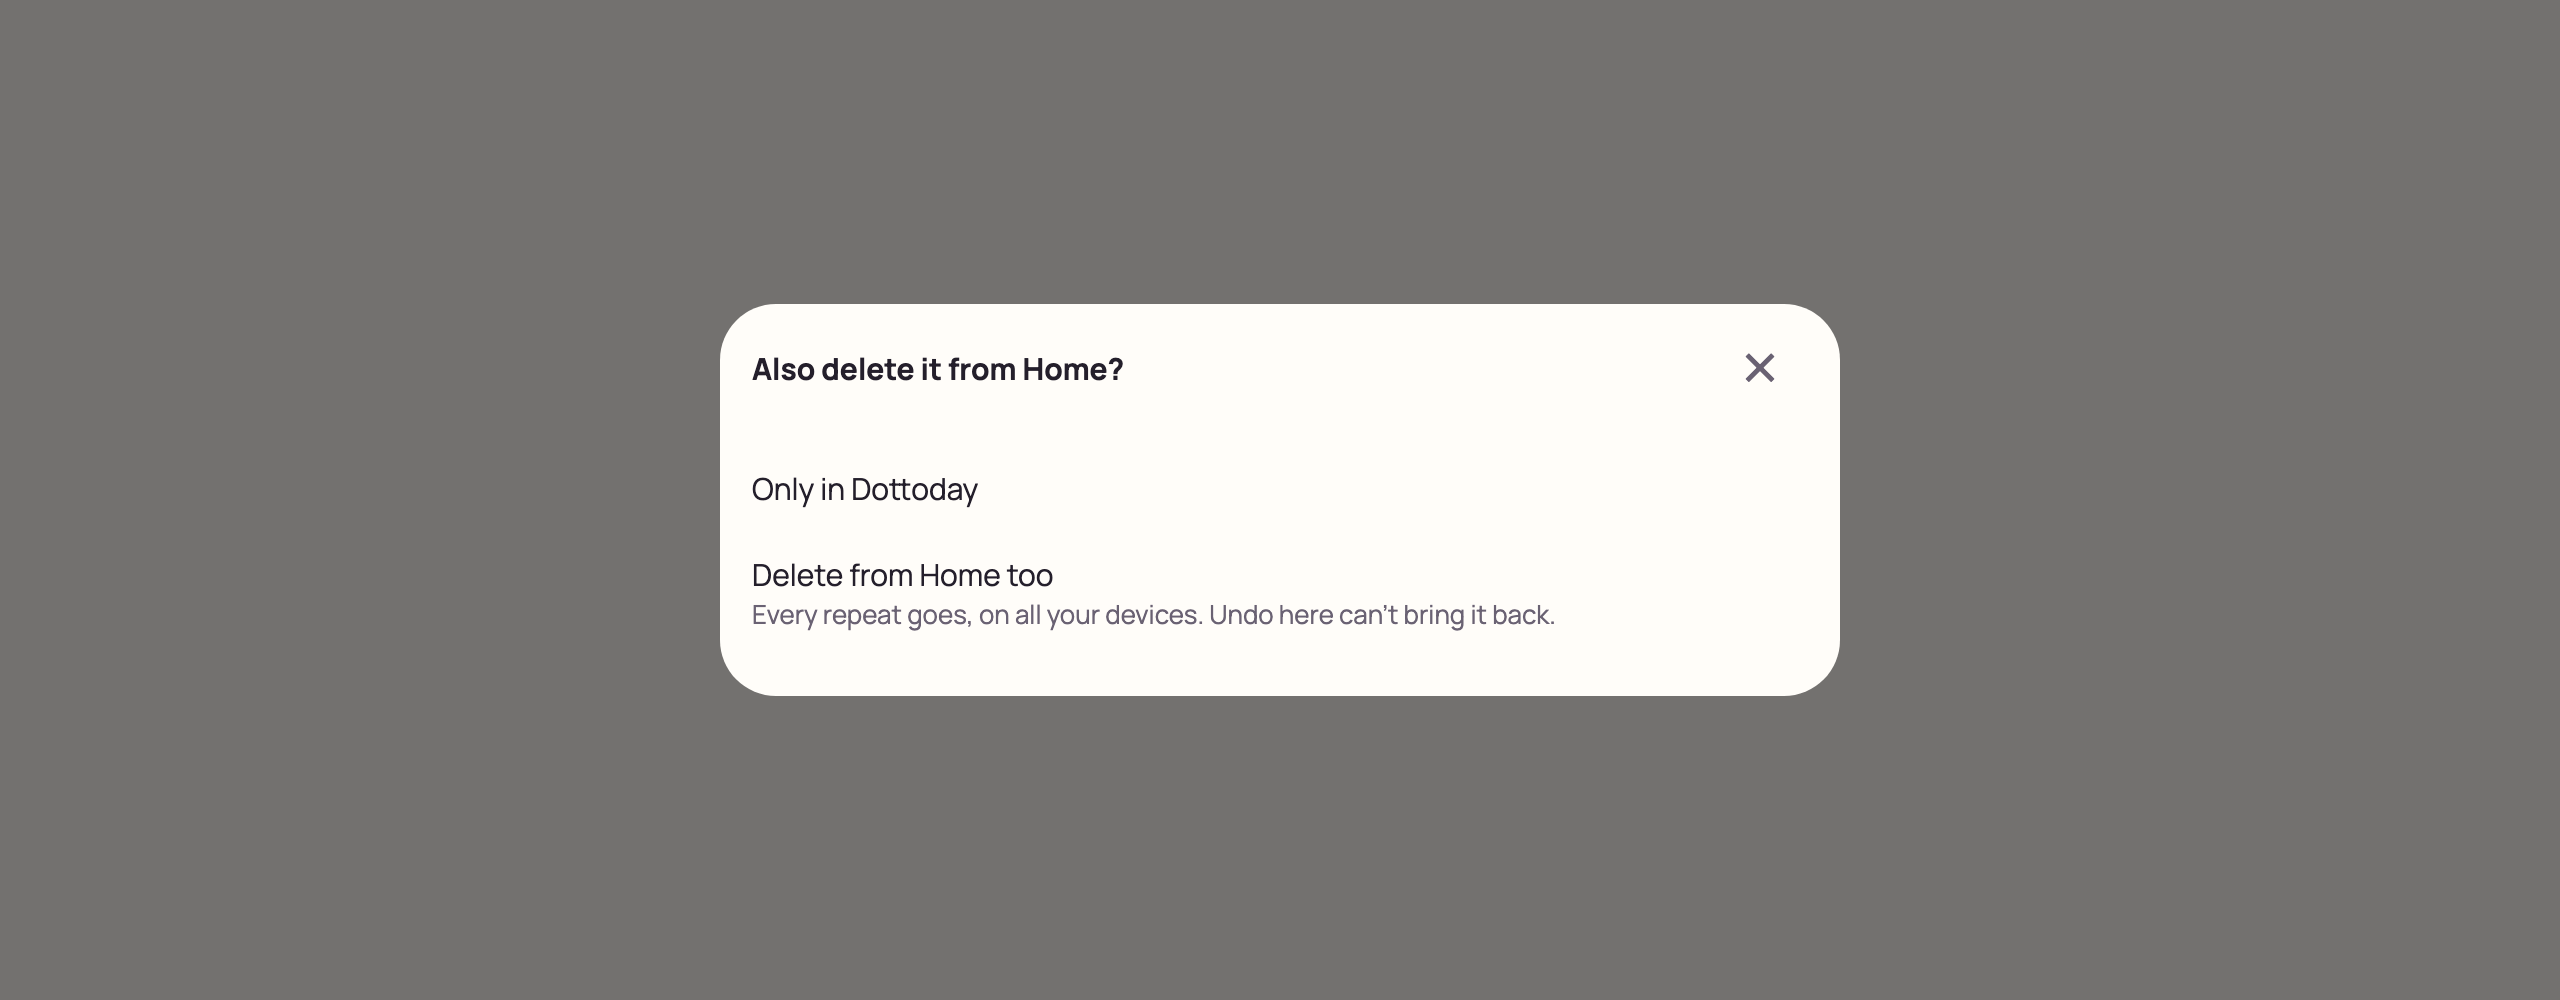 Also delete it from Home?
Only in Dottoday
Delete from Home too
Every repeat goes, on all your devices. Undo here can’t bring it back.